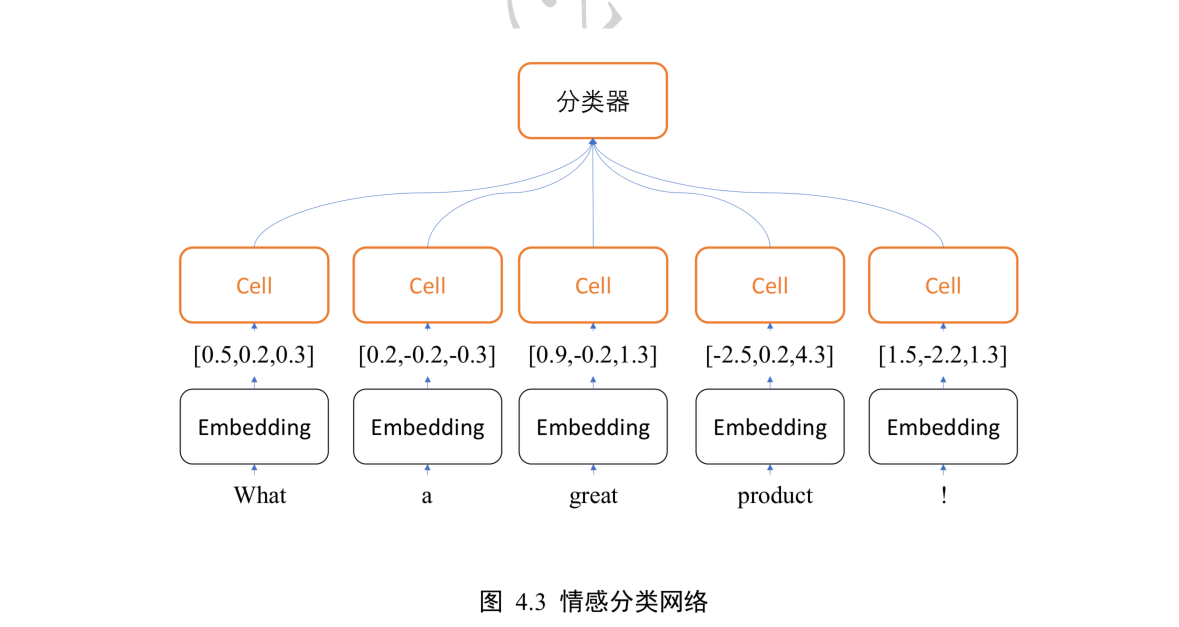 分类器
Cell Cell Cell Cell Cell
[0.5,0.2,0.3] [0.2,-0.2,-0.3] [0.9,-0.2,1.3] [-2.5,0.2,4.3] [1.5,-2.2,1.3]
Embedding Embedding Embedding Embedding Embedding
What a great product !
图 4.3 情感分类网络